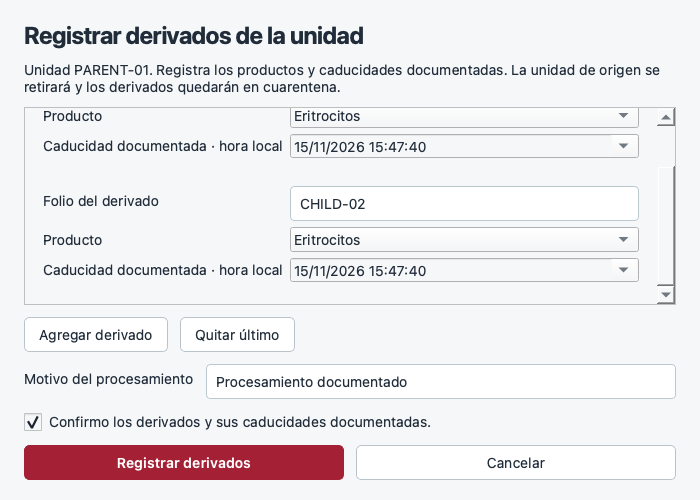 Registrar derivados de la unidad
Unidad PARENT-01. Registra los productos y caducidades documentadas. La unidad de origen se
retirará y los derivados quedarán en cuarentena.
Producto Eritrocitos
Caducidad documentada · hora local 15/11/2026 15:47:40
Folio del derivado CHILD-02
Producto Eritrocitos
Caducidad documentada · hora local 15/11/2026 15:47:40
Agregar derivado Quitar último
Motivo del procesamiento Procesamiento documentado
Confirmo los derivados y sus caducidades documentadas.
Registrar derivados Cancelar